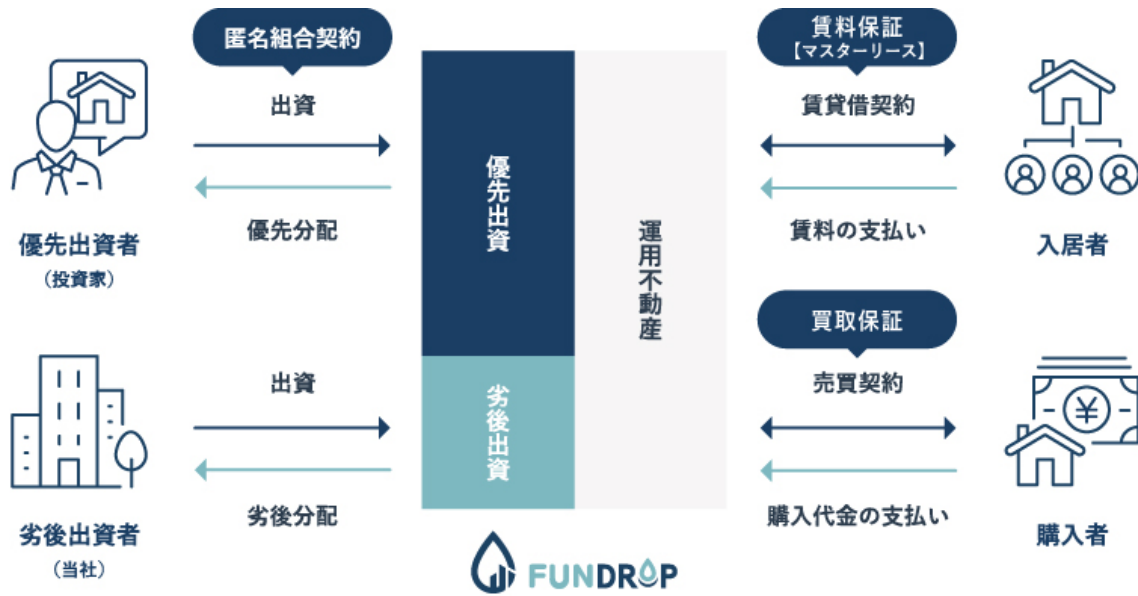 匿名組合契約
出資
優先分配
優先出資者
（投資家）
出資
劣後分配
劣後出資者
（当社）
優先出資
劣後出資
運用不動産
賃料保証
【マスターリース】
賃貸借契約
賃料の支払い
入居者
買取保証
売買契約
購入代金の支払い
購入者
¥
FUNDROP